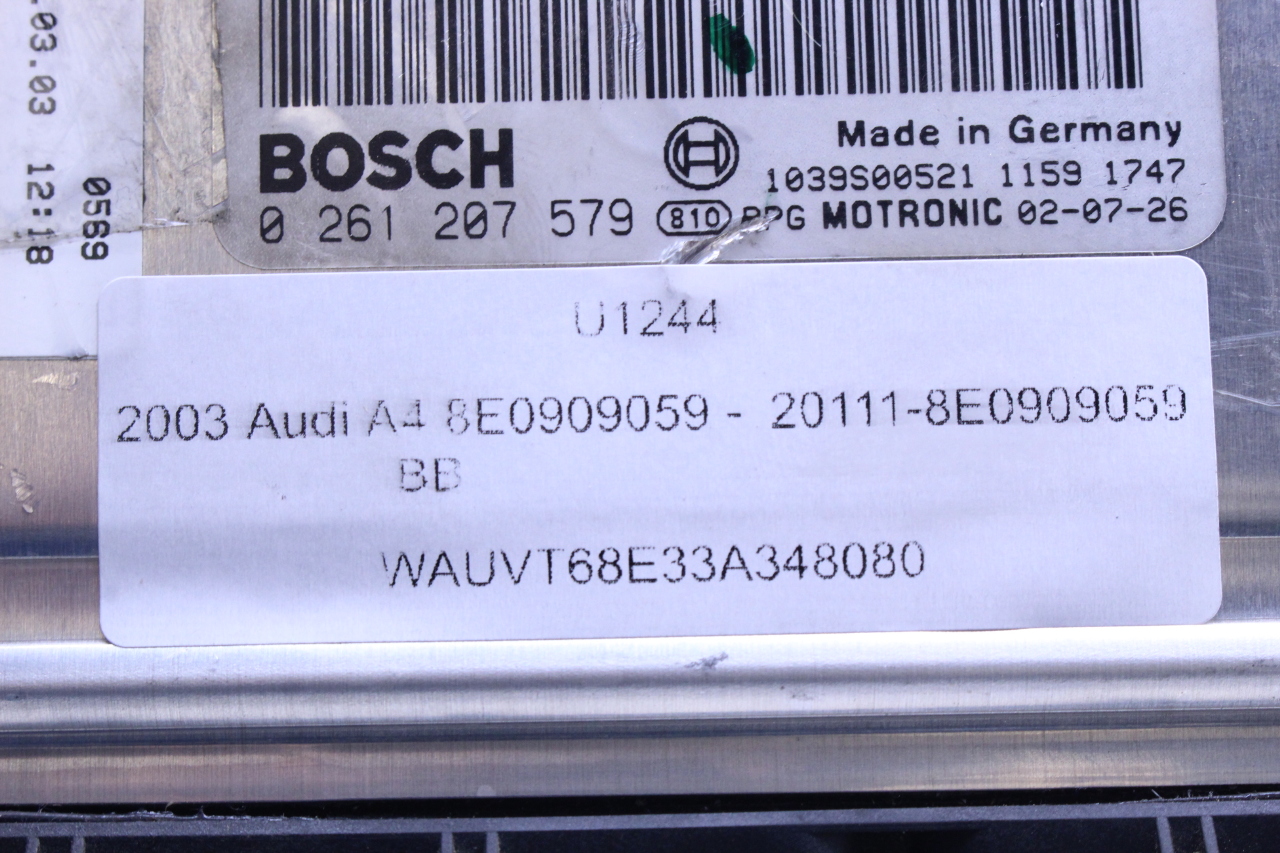 .03.03 12:18
0569
BOSCH
Made in Germany
1039S00521 1159 1747
0 261 207 579 810 PPG MOTRONIC 02-07-26
U1244
2003 Audi A4 8E0909059 - 20111-8E0909059
BB
WAUVT68E33A348080